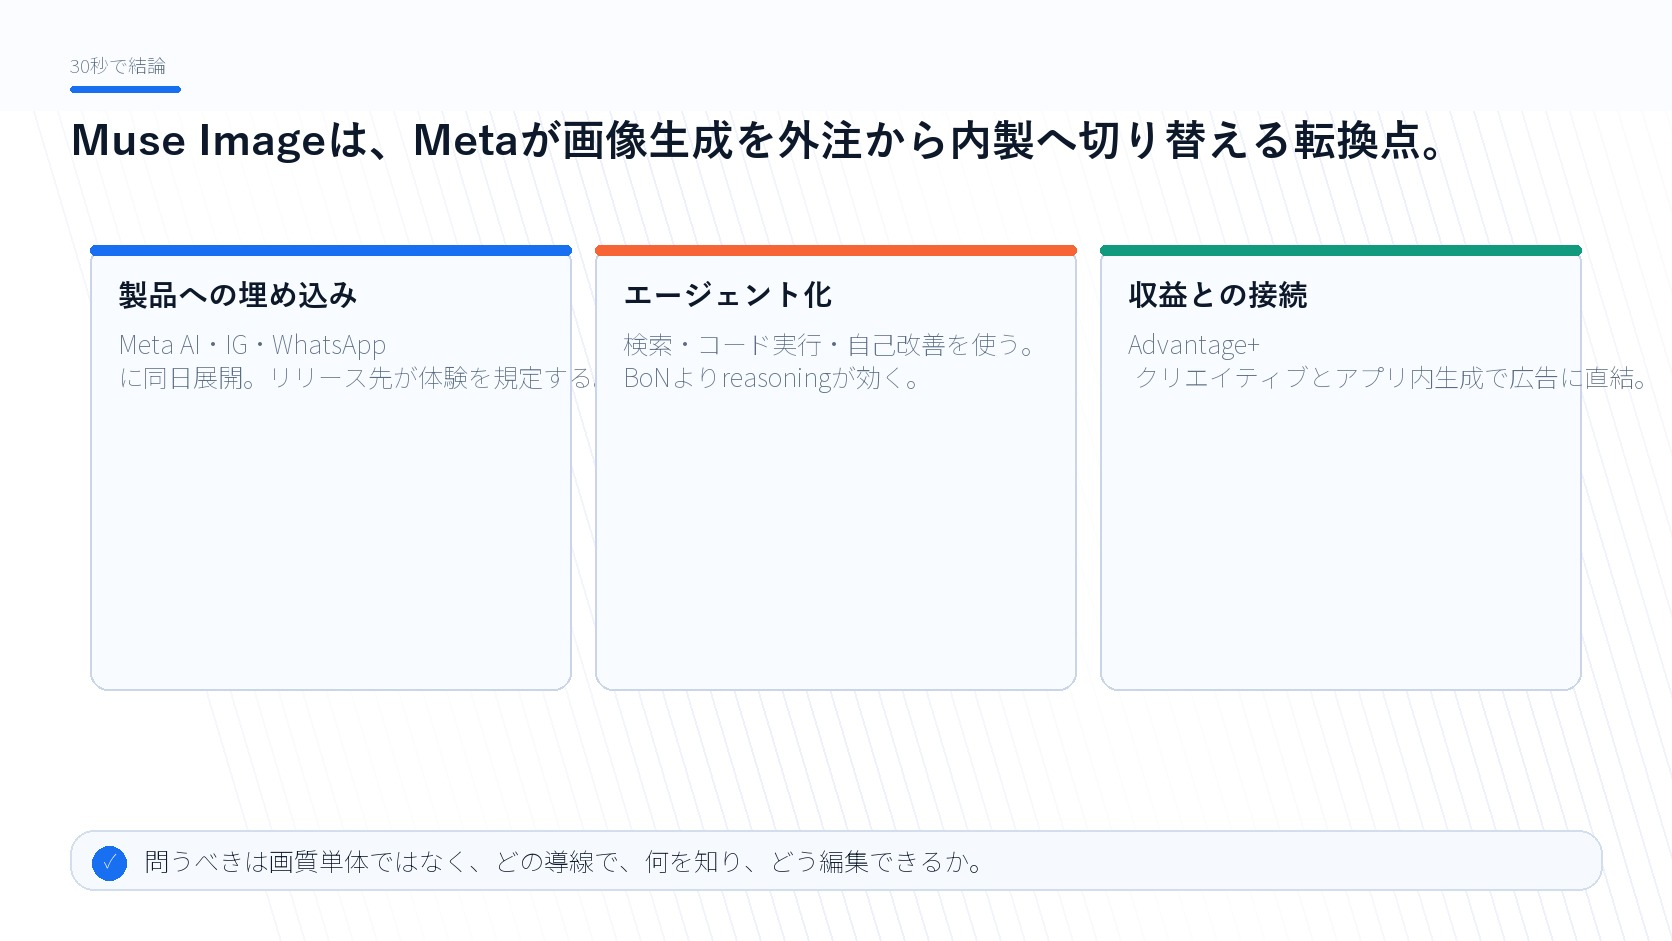 30秒で結論
Muse Imageは、Metaが画像生成を外注から内製へ切り替える転換点。
製品への埋め込み
Meta AI・IG・WhatsApp
に同日展開。リリース先が体験を規定する。
エージェント化
検索・コード実行・自己改善を使う。
BoNよりreasoningが効く。
収益との接続
Advantage+
クリエイティブとアプリ内生成で広告に直結。
✓ 問うべきは画質単体ではなく、どの導線で、何を知り、どう編集できるか。